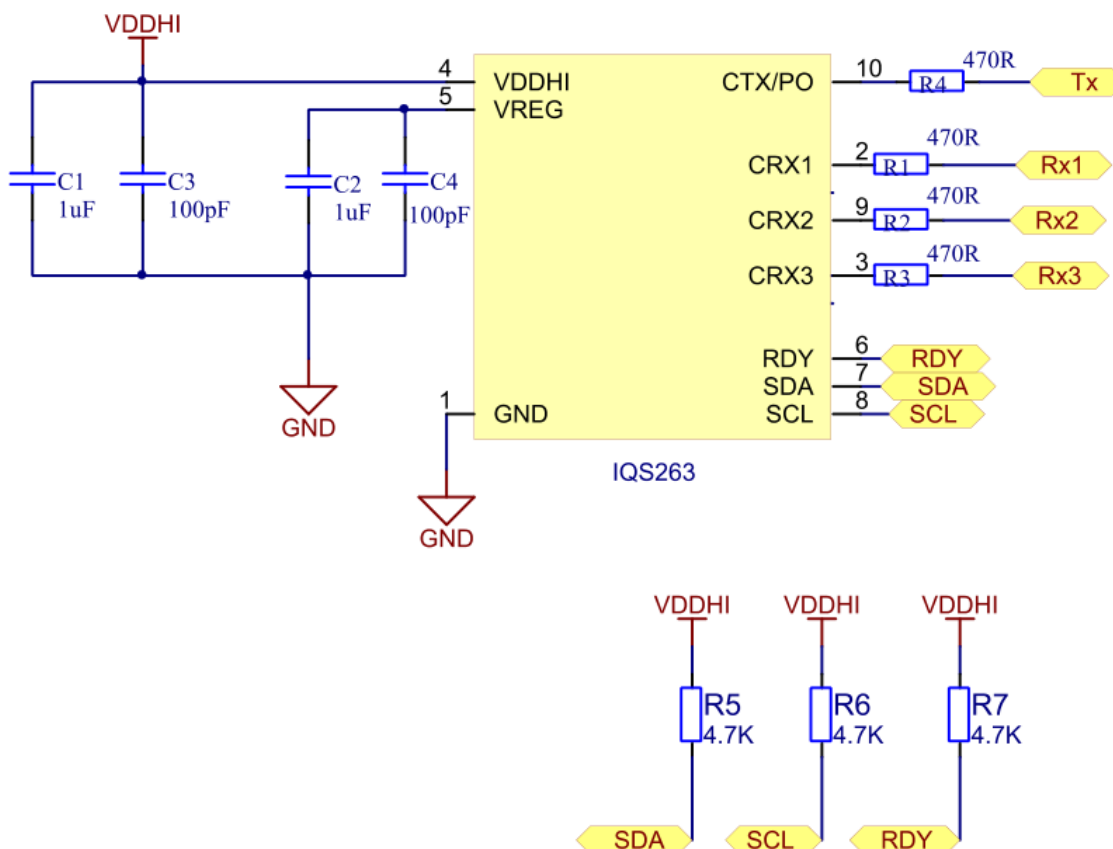 VDDHI
4 VDDHI
5 VREG
CTX/PO 10 R4 470R Tx
CRX1 2 R1 470R Rx1
C1 1uF
C3 100pF
C2 1uF
C4 100pF
CRX2 9 R2 470R Rx2
CRX3 3 R3 470R Rx3
RDY 6 RDY
SDA 7 SDA
1 GND
SCL 8 SCL
GND
IQS263
GND
VDDHI VDDHI VDDHI
R5 R6 R7
4.7K 4.7K 4.7K
SDA SCL RDY